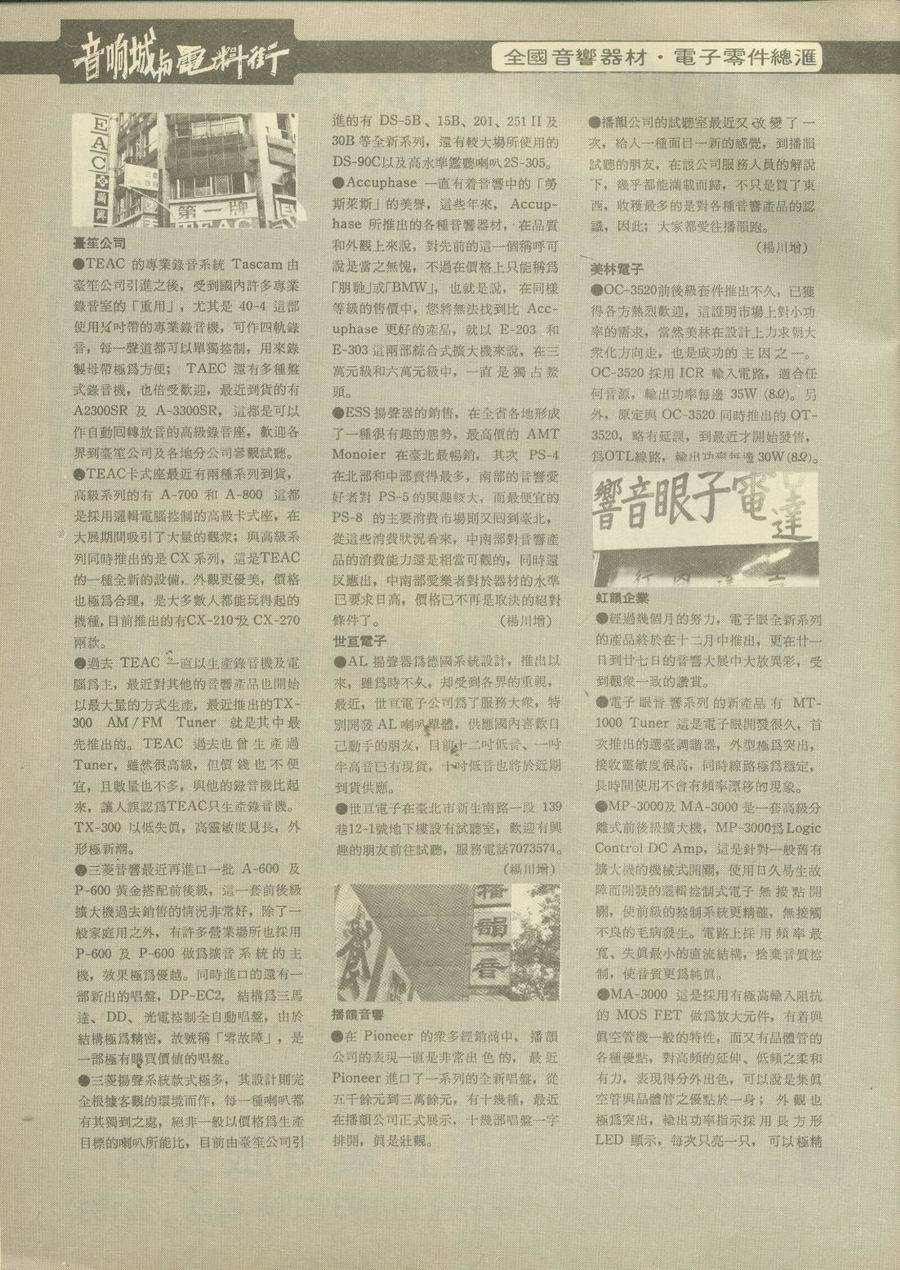 音响城与電料街
全國音響器材・電子零件總滙
EAC
第一牌
TEAC
臺笙公司
●TEAC 的專業錄音系統 Tascam 由
臺笙公司引進之後，受到國內許多專業
錄音室的「重用」，尤其是 40-4 這部
使用¼吋帶的專業錄音機，可作四軌錄
音，每一聲道都可以單獨控制，用來錄
製母帶極爲方便； TAEC 還有多種盤
式錄音機，也倍受歡迎，最近到貨的有
A2300SR 及 A-3300SR， 這都是可以
作自動回轉放音的高級錄音座，歡迎各
界到臺笙公司及各地分公司參觀試聽。
●TEAC卡式座最近有兩種系列到貨，
高級系列的有 A-700 和 A-800 這都
是採用邏輯電腦控制的高級卡式座，在
大展期間吸引了大量的觀衆；與高級系
列同時推出的是 CX 系列，這是TEAC
的一種全新的設備，外觀更優美，價格
也極爲合理，是大多數人都能玩得起的
機種，目前推出的有CX-210及 CX-270
兩款。
●過去 TEAC 一直以生產錄音機及電
腦爲主，最近對其他的音響產品也開始
以最大量的方式生產，最近推出的TX-
300 AM/FM Tuner 就是其中最
先推出的。 TEAC 過去也曾生產過
Tuner，雖然很高級，但價錢也不便
宜，且數量也不多，與他的錄音機比起
來，讓人誤認爲TEAC只生產錄音機。
TX-300 以低失眞，高靈敏度見長，外
形極新潮。
●三菱音響最近再進口一批 A-600 及
P-600 黃金搭配前後級，這一套前後級
擴大機過去銷售的情況非常好，除了一
般家庭用之外，有許多營業場所也採用
P-600 及 P-600 做爲擴音系統的主
機，效果極爲優越。同時進口的還有一
部新出的唱盤，DP-EC2， 結構爲三馬
達、DD、光電控制全自動唱盤，由於
結構極爲精密，故號稱「零故障」，是
一部極有購買價値的唱盤。
●三菱揚聲系統款式極多，其設計則完
全根據客觀的環境而作，每一種喇叭都
有其獨到之處，絕非一般以價格爲生產
目標的喇叭所能比，目前由臺笙公司引
進的有 DS-5B、15B、201、251 II 及
30B 等全新系列，還有較大場所使用的
DS-90C以及高水準鑑聽喇叭2S-305。
●Accuphase 一直有着音響中的「勞
斯萊斯」的美譽，這些年來， Accup-
hase 所推出的各種音響器材，在品質
和外觀上來說，對先前的這一個稱呼可
說是當之無愧，不過在價格上只能稱爲
「朋馳」或「BMW」，也就是說， 在同樣
等級的售價中，您將無法找到比 Acc-
uphase 更好的產品，就以 E-203 和
E-303 這兩部綜合式擴大機來說，在三
萬元級和六萬元級中，一直是獨占鰲
頭。
●ESS 揚聲器的銷售，在全省各地形成
了一種很有趣的態勢，最高價的 AMT
Monoier 在臺北最暢銷， 其次 PS-4
在北部和中部賣得最多，南部的音響愛
好者對 PS-5 的興趣較大，而最便宜的
PS-8 的主要消費市場則又回到臺北，
從這些消費狀況看來，中南部對音響產
品的消費能力還是相當可觀的，同時還
反應出，中南部愛樂者對於器材的水準
已要求日高，價格已不再是取決的絕對
條件了。 （楊川增）
世亘電子
●AL 揚聲器爲德國系統設計，推出以
來，雖爲時不久，却受到各界的重視，
最近，世亘電子公司爲了服務大衆，特
別開發 AL 喇叭單體，供應國內喜歡自
己動手的朋友，目前十二吋低音、一吋
半高音已有現貨，十吋低音也將於近期
到貨供應。
●世亘電子在臺北市新生南路一段 139
巷12-1號地下樓設有試聽室，歡迎有興
趣的朋友前往試聽，服務電話7073574。
（楊川增）
播韻音
播韻音響
●在 Pioneer 的衆多經銷商中， 播韻
公司的表現一直是非常出色的， 最近
Pioneer 進口了一系列的全新唱盤，從
五千餘元到三萬餘元，有十幾種，最近
在播韻公司正式展示，十幾部唱盤一字
排開，眞是壯觀。
●播韻公司的試聽室最近又改變了一
次，給人一種面目一新的感覺，到播韻
試聽的朋友，在該公司服務人員的解說
下，幾乎都能滿載而歸，不只是買了東
西，收穫最多的是對各種音響產品的認
識，因此；大家都愛往播韻跑。
（楊川增）
美林電子
●OC-3520前後級套件推出不久，已獲
得各方熱烈歡迎，這證明市場上對小功
率的需求，當然美林在設計上力求朝大
衆化方向走，也是成功的主因之一。
OC-3520 採用 ICR 輸入電路，適合任
何音源，輸出功率每邊 35W (8Ω)。另
外，原定與 OC-3520 同時推出的 OT-
3520，略有延誤，到最近才開始發售，
爲OTL線路，輸出功率每邊 30W (8Ω)。
響音眼子電
達
虹韻企業
●經過幾個月的努力，電子眼全新系列
的產品終於在十二月中推出，更在廿一
日到廿七日的音響大展中大放異彩，受
到觀衆一致的讚賞。
●電子眼音響系列的新產品有 MT-
1000 Tuner 這是電子眼開發很久，首
次推出的選臺調諧器，外型極爲突出，
接收靈敏度很高，同時線路極爲穩定，
長時間使用不會有頻率漂移的現象。
●MP-3000及 MA-3000 是一套高級分
離式前後級擴大機，MP-3000爲Logic
Control DC Amp，這是針對一般舊有
擴大機的機械式開關，使用日久易生故
障而開發的邏輯控制式電子無接點開
關，使前級的控制系統更精確，無接觸
不良的毛病發生。電路上採用頻率最
寬、失眞最小的直流結構，捨棄音質控
制，使音質更爲純眞。
●MA-3000 這是採用有極高輸入阻抗
的 MOS FET 做爲放大元件，有着與
眞空管機一般的特性，而又有品體管的
各種優點，對高頻的延伸、低頻之柔和
有力，表現得分外出色，可以說是集眞
空管與品體管之優點於一身； 外觀也
極爲突出，輸出功率指示採用長方形
LED 顯示，每次只亮一只， 可以極精